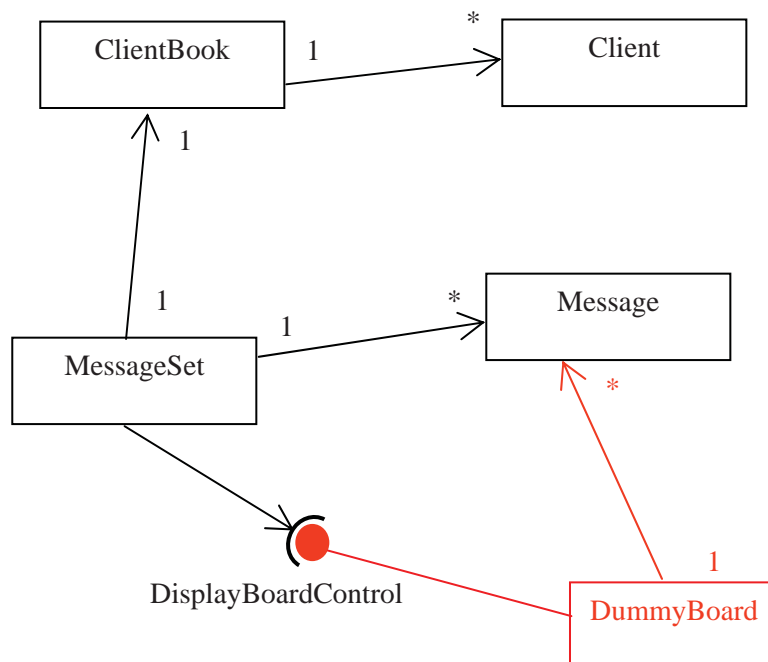 ClientBook
1
*
Client
1
1
MessageSet
1
*
Message
*
1
DisplayBoardControl
DummyBoard